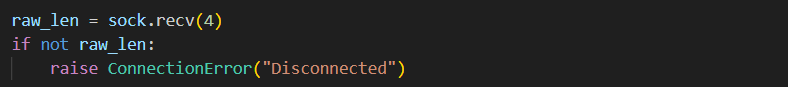 raw_len = sock.recv(4)
if not raw_len:
    raise ConnectionError("Disconnected")